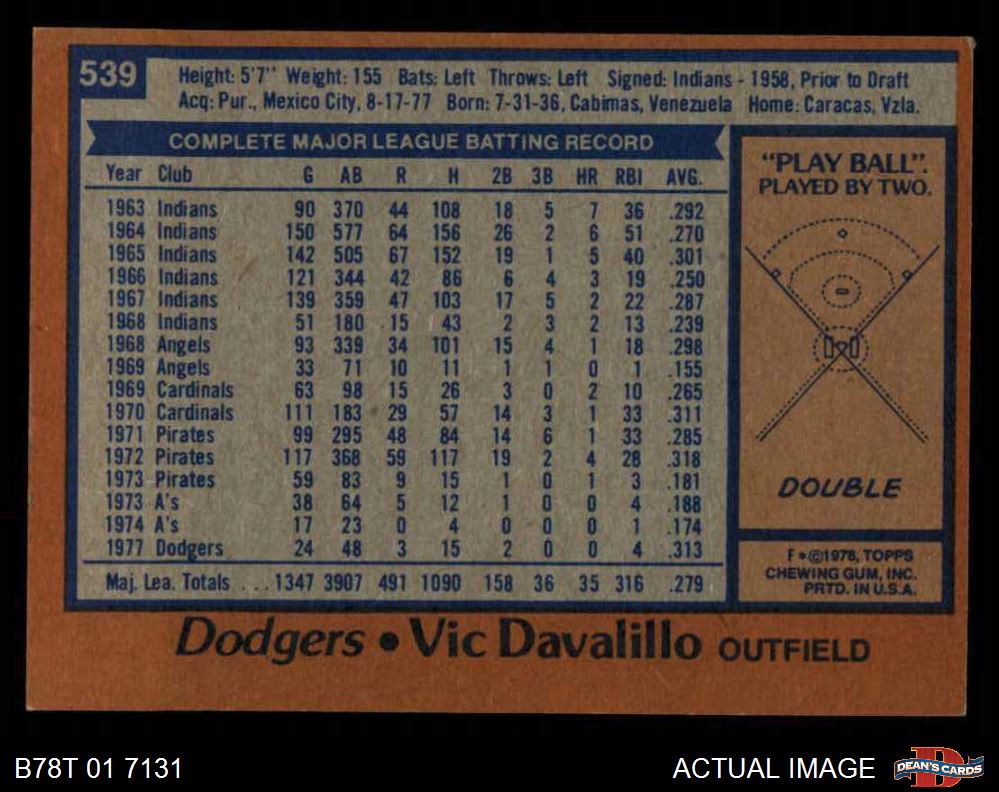 539
Height: 5'7" Weight: 155 Bats: Left Throws: Left Signed: Indians - 1958, Prior to Draft
Acq: Pur., Mexico City, 8-17-77 Born: 7-31-36, Cabimas, Venezuela Home: Caracas, Vzla.
COMPLETE MAJOR LEAGUE BATTING RECORD
Year Club G AB R H 2B 3B HR RBI AVG.
1963 Indians 90 370 44 108 18 5 7 36 .292
1964 Indians 150 577 64 156 26 2 6 51 .270
1965 Indians 142 505 67 152 19 1 5 40 .301
1966 Indians 121 344 42 86 6 4 3 19 .250
1967 Indians 139 359 47 103 17 5 2 22 .287
1968 Indians 51 180 15 43 2 3 2 13 .239
1968 Angels 93 339 34 101 15 4 1 18 .298
1969 Angels 33 71 10 11 1 1 0 1 .155
1969 Cardinals 63 98 15 26 3 0 2 10 .265
1970 Cardinals 111 183 29 57 14 3 1 33 .311
1971 Pirates 99 295 48 84 14 6 1 33 .285
1972 Pirates 117 368 59 117 19 2 4 28 .318
1973 Pirates 59 83 9 15 1 0 1 3 .181
1973 A's 38 64 5 12 1 0 0 4 .188
1974 A's 17 23 0 4 0 0 0 1 .174
1977 Dodgers 24 48 3 15 2 0 0 4 .313
Maj. Lea. Totals ... 1347 3907 491 1090 158 36 35 316 .279
"PLAY BALL".
PLAYED BY TWO.
DOUBLE
F * ©1978, TOPPS
CHEWING GUM, INC.
PRTD. IN U.S.A.
Dodgers • Vic Davalillo OUTFIELD
B78T 01 7131
ACTUAL IMAGE
D
DEAN'S CARDS